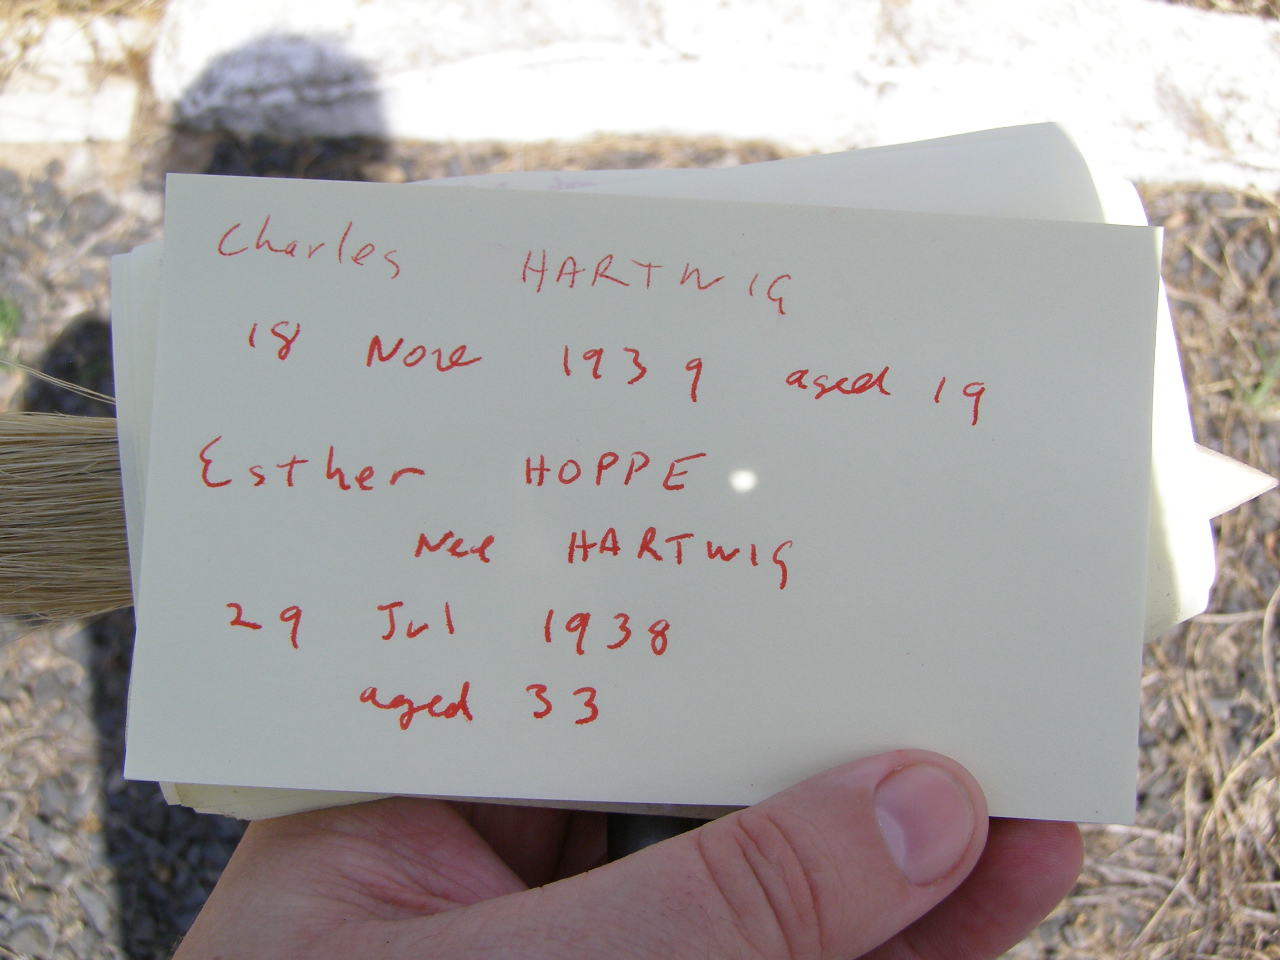 Charles HARTWIG
18 Nove 1939 aged 19
Esther HOPPE
Nee HARTWIG
29 Jul 1938
aged 33